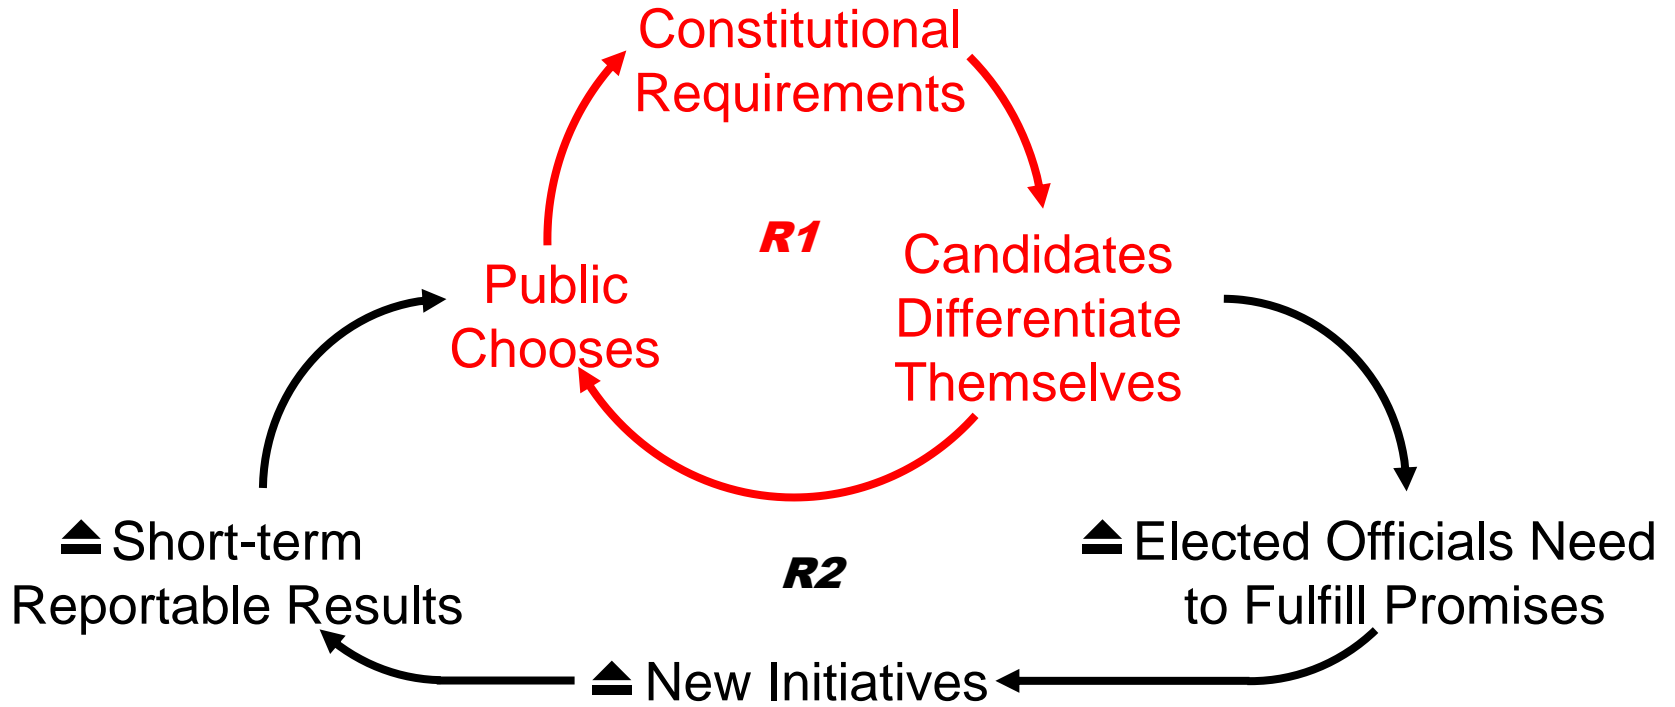 Constitutional
Requirements
R1
Candidates
Differentiate
Themselves
Public
Chooses
⏏Short-term
Reportable Results
R2
⏏Elected Officials Need
to Fulfill Promises
⏏New Initiatives